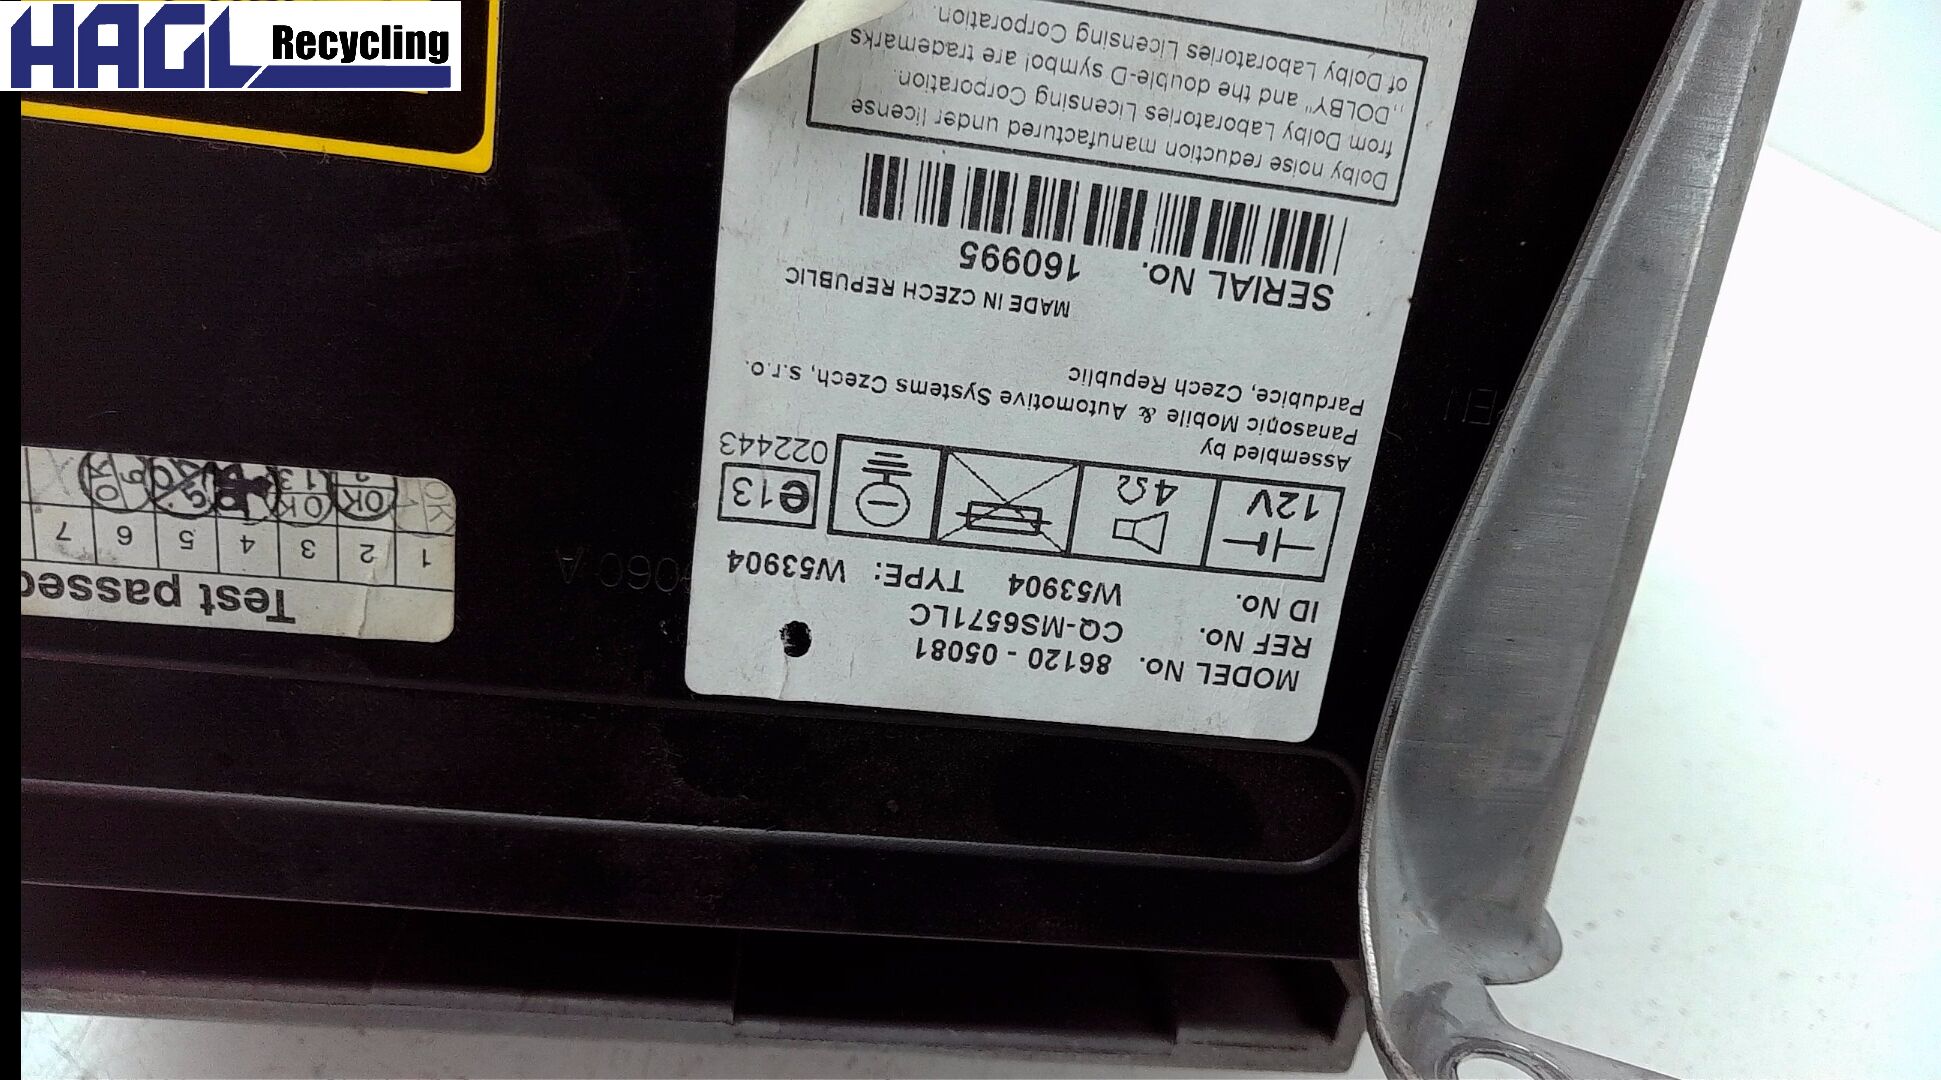 HAGL Recycling
MODEL No. 86120 - 05081
REF No. CQ-MS6571LC
ID No. W53904 TYPE: W53904
12V
4Ω
e13
022443
Assembled by
Panasonic Mobile & Automotive Systems Czech, s.r.o.
Pardubice, Czech Republic
MADE IN CZECH REPUBLIC
SERIAL No. 160995
Dolby noise reduction manufactured under license
from Dolby Laboratories Licensing Corporation.
„DOLBY" and the double-D symbol are trademarks
of Dolby Laboratories Licensing Corporation.
Test passed
1 2 3 4 5 6 7
OK OK OK